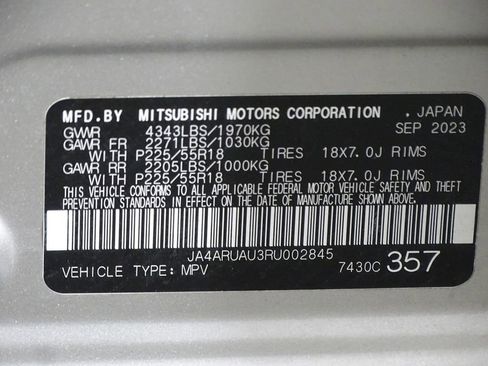 MFD.BY MITSUBISHI MOTORS CORPORATION . JAPAN
GVWR 4343LBS/1970KG SEP 2023
GAWR FR 2271LBS/1030KG
WITH P225/55R18 TIRES 18X7.0J RIMS
GAWR RR 2205LBS/1000KG
WITH P225/55R18 TIRES 18X7.0J RIMS
THIS VEHICLE CONFORMS TO ALL APPLICABLE FEDERAL MOTOR VEHICLE SAFETY AND THEFT
PREVENTION STANDARDS IN EFFECT ON THE DATE OF MANUFACTURE SHOWN ABOVE.
JA4ARUAU3RU002845
VEHICLE TYPE: MPV 7430C 357